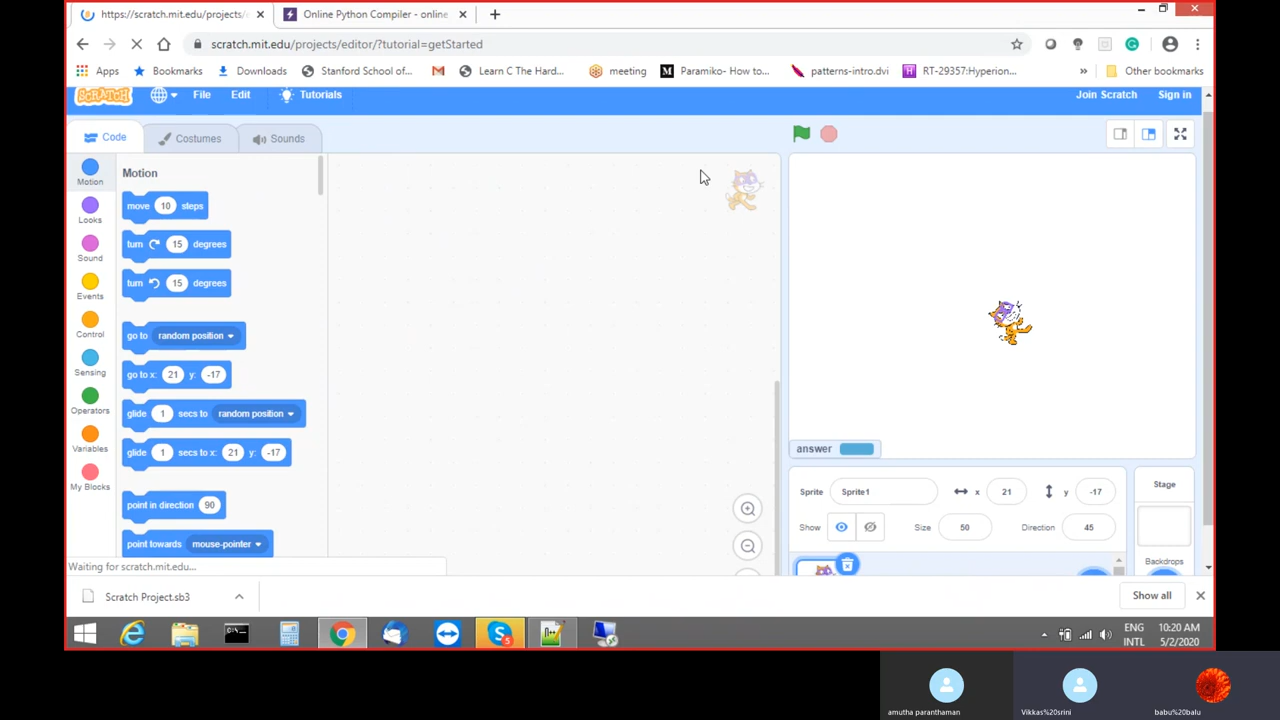 https://scratch.mit.edu/projects/
Online Python Compiler - online
scratch.mit.edu/projects/editor/?tutorial=getStarted
Apps
Bookmarks
Downloads
Stanford School of...
Learn C The Hard...
meeting
Paramiko- How to...
patterns-intro.dvi
RT-29357:Hyperion...
»
Other bookmarks
SCRATCH
File
Edit
Tutorials
Join Scratch
Sign in
Code
Costumes
Sounds
Motion
Looks
Sound
Events
Control
Sensing
Operators
Variables
My Blocks
Motion
move 10 steps
turn 15 degrees
turn 15 degrees
go to random position
go to x: 21 y: -17
glide 1 secs to random position
glide 1 secs to x: 21 y: -17
point in direction 90
point towards mouse-pointer
answer
Sprite Sprite1 x 21 y -17
Show Size 50 Direction 45
Stage
Backdrops
Waiting for scratch.mit.edu...
Scratch Project.sb3
Show all
5
ENG
INTL
10:20 AM
5/2/2020
amutha paranthaman
Vikkas%20srini
babu%20balu